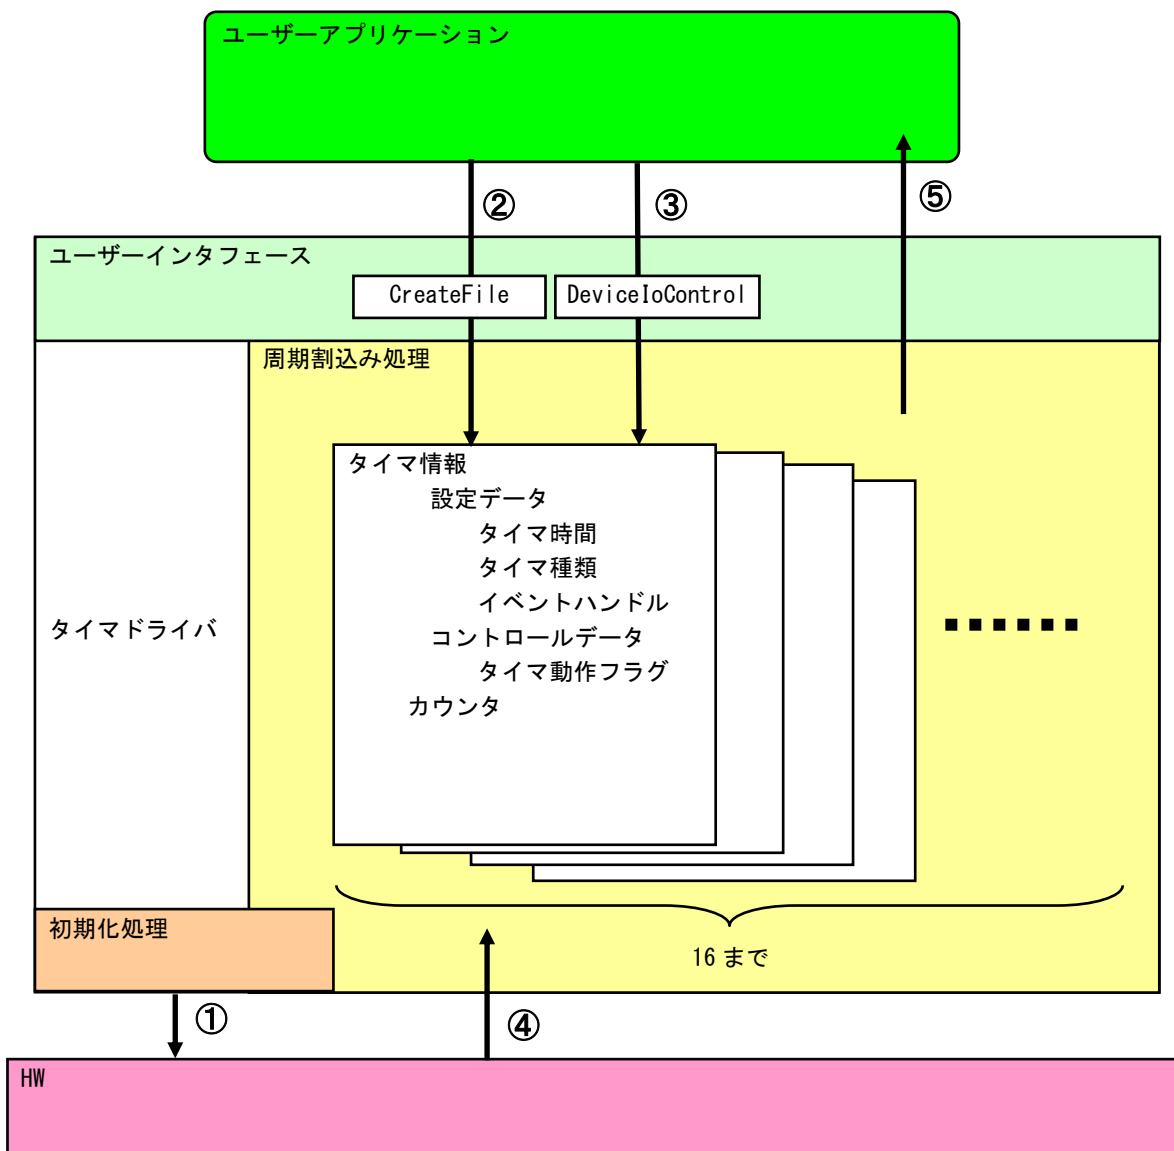 ユーザーアプリケーション
②
③
⑤
ユーザーインタフェース
CreateFile
DeviceIoControl
周期割込み処理
タイマ情報
設定データ
タイマ時間
タイマ種類
イベントハンドル
コントロールデータ
タイマ動作フラグ
カウンタ
タイマドライバ
初期化処理
16 まで
①
④
HW